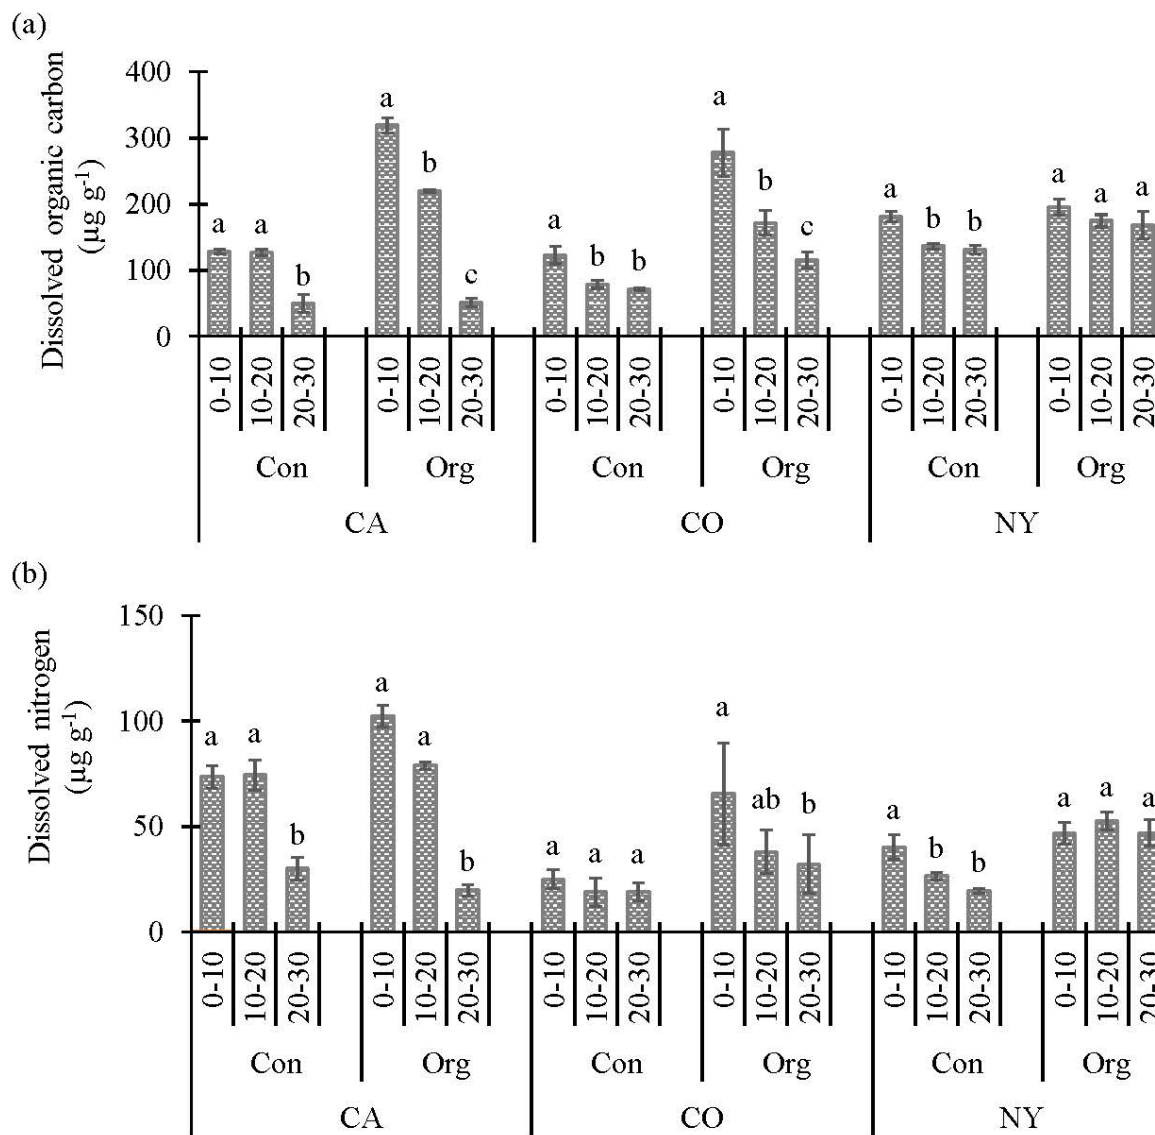 (a)
Dissolved organic carbon
(µg g-1)
400
300
200
100
0
a a b a b c a b b a b c a b b a a a
0-10 10-20 20-30 0-10 10-20 20-30 0-10 10-20 20-30 0-10 10-20 20-30 0-10 10-20 20-30 0-10 10-20 20-30
Con Org Con Org Con Org
CA CO NY
(b)
Dissolved nitrogen
(µg g-1)
150
100
50
0
a a b a a b a a a a ab b a b b a a a
0-10 10-20 20-30 0-10 10-20 20-30 0-10 10-20 20-30 0-10 10-20 20-30 0-10 10-20 20-30 0-10 10-20 20-30
Con Org Con Org Con Org
CA CO NY